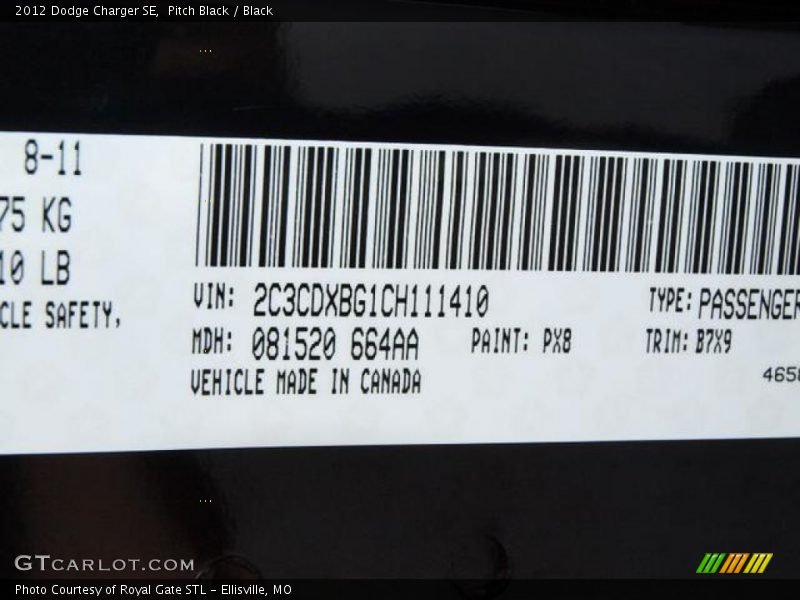 2012 Dodge Charger SE,  Pitch Black / Black
8-11
75 KG
10 LB
CLE SAFETY,
VIN: 2C3CDXBG1CH111410
TYPE: PASSENGER
MDH: 081520 664AA
PAINT: PX8
TRIM: B7X9
VEHICLE MADE IN CANADA
4658
GTCARLOT.COM
Photo Courtesy of Royal Gate STL - Ellisville, MO